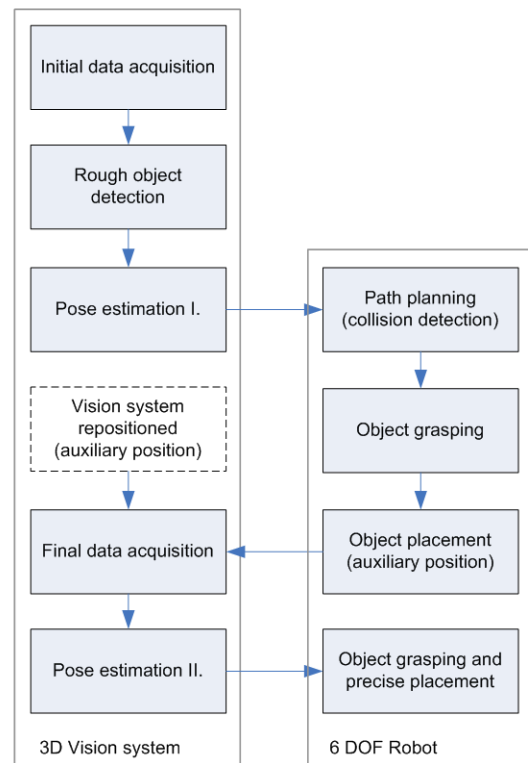 Initial data acquisition
Rough object
detection
Pose estimation I.
Vision system
repositioned
(auxiliary position)
Final data acquisition
Pose estimation II.
3D Vision system
Path planning
(collision detection)
Object grasping
Object placement
(auxiliary position)
Object grasping and
precise placement
6 DOF Robot